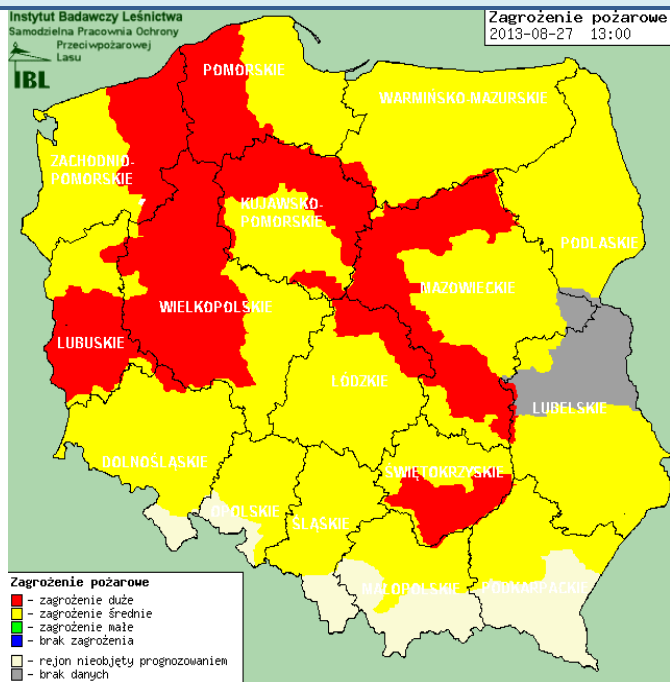 Instytut Badawczy Leśnictwa
Samodzielna Pracownia Ochrony
Przeciwpożarowej
Lasu
IBL
Zagrożenie pożarowe
2013-08-27 13:00
POMORSKIE
WARMIŃSKO-MAZURSKIE
ZACHODNIO-
POMORSKIE
KUJAWSKO-
POMORSKIE
PODLASKIE
MAZOWIECKIE
WIELKOPOLSKIE
LUBUSKIE
ŁÓDZKIE
LUBELSKIE
DOLNOŚLĄSKIE
ŚWIĘTOKRZYSKIE
OPOLSKIE
ŚLĄSKIE
MAŁOPOLSKIE
PODKARPACKIE
Zagrożenie pożarowe
- zagrożenie duże
- zagrożenie średnie
- zagrożenie małe
- brak zagrożenia
- rejon nieobjęty prognozowaniem
- brak danych